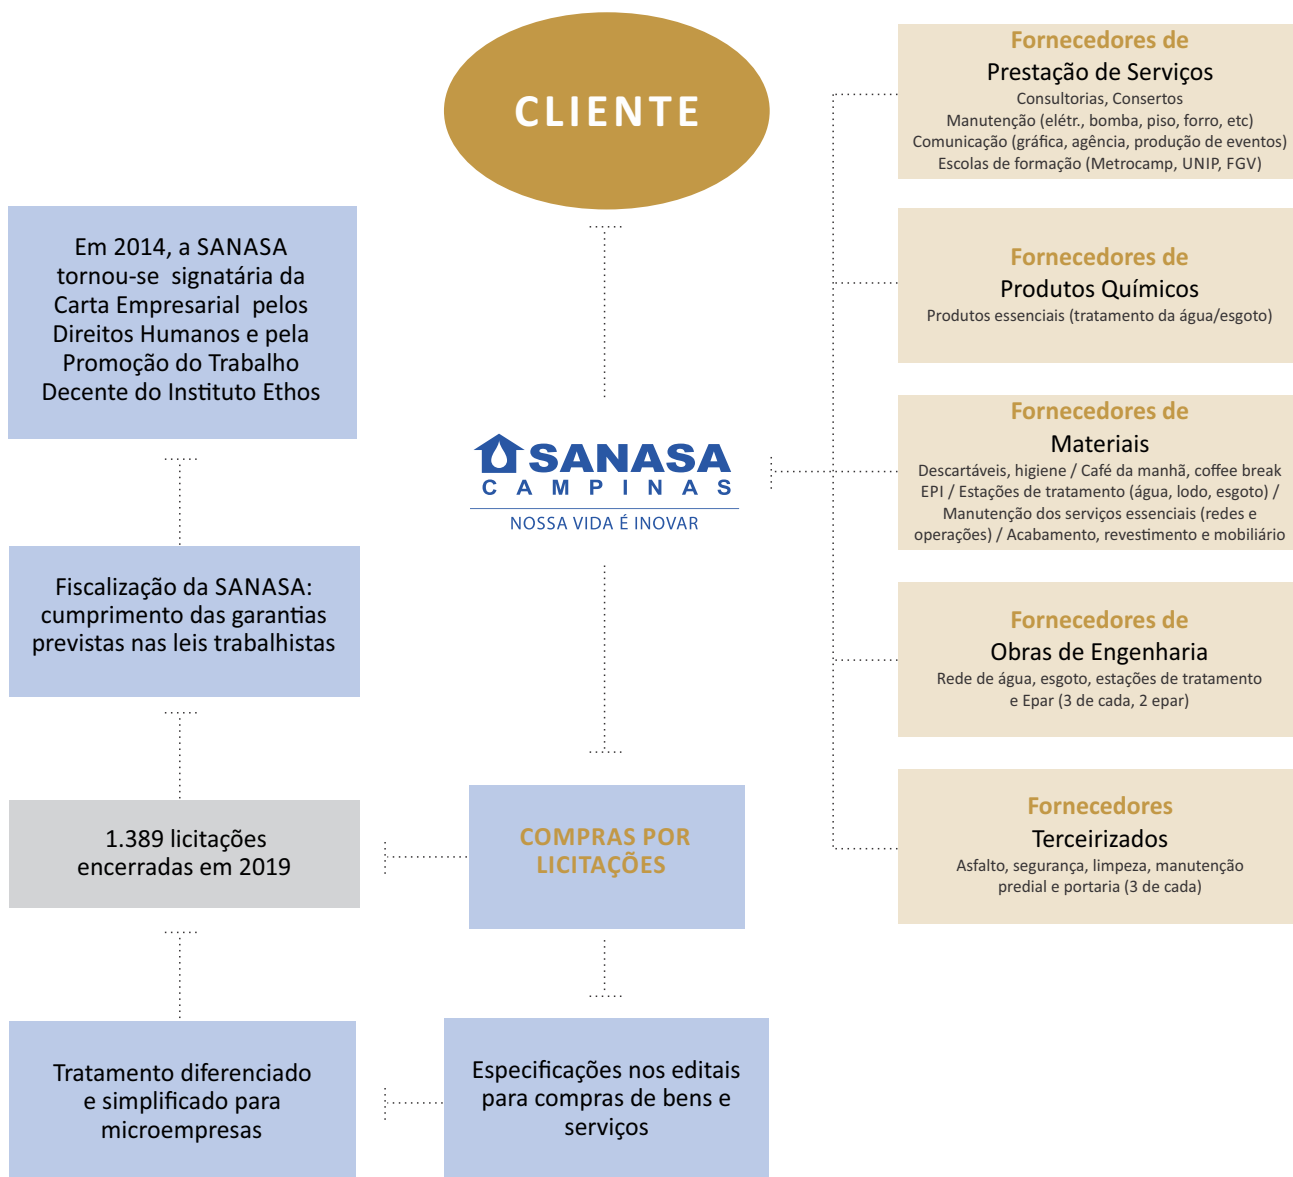 CLIENTE
Em 2014, a SANASA
tornou-se signatária da
Carta Empresarial pelos
Direitos Humanos e pela
Promoção do Trabalho
Decente do Instituto Ethos
Fiscalização da SANASA:
cumprimento das garantias
previstas nas leis trabalhistas
1.389 licitações
encerradas em 2019
Tratamento diferenciado
e simplificado para
microempresas
SANASA
CAMPINAS
NOSSA VIDA É INOVAR
COMPRAS POR
LICITAÇÕES
Especificações nos editais
para compras de bens e
serviços
Fornecedores de
Prestação de Serviços
Consultorias, Consertos
Manutenção (elétr., bomba, piso, forro, etc)
Comunicação (gráfica, agência, produção de eventos)
Escolas de formação (Metrocamp, UNIP, FGV)
Fornecedores de
Produtos Químicos
Produtos essenciais (tratamento da água/esgoto)
Fornecedores de
Materiais
Descartáveis, higiene / Café da manhã, coffee break
EPI / Estações de tratamento (água, lodo, esgoto) /
Manutenção dos serviços essenciais (redes e
operações) / Acabamento, revestimento e mobiliário
Fornecedores de
Obras de Engenharia
Rede de água, esgoto, estações de tratamento
e Epar (3 de cada, 2 epar)
Fornecedores
Terceirizados
Asfalto, segurança, limpeza, manutenção
predial e portaria (3 de cada)